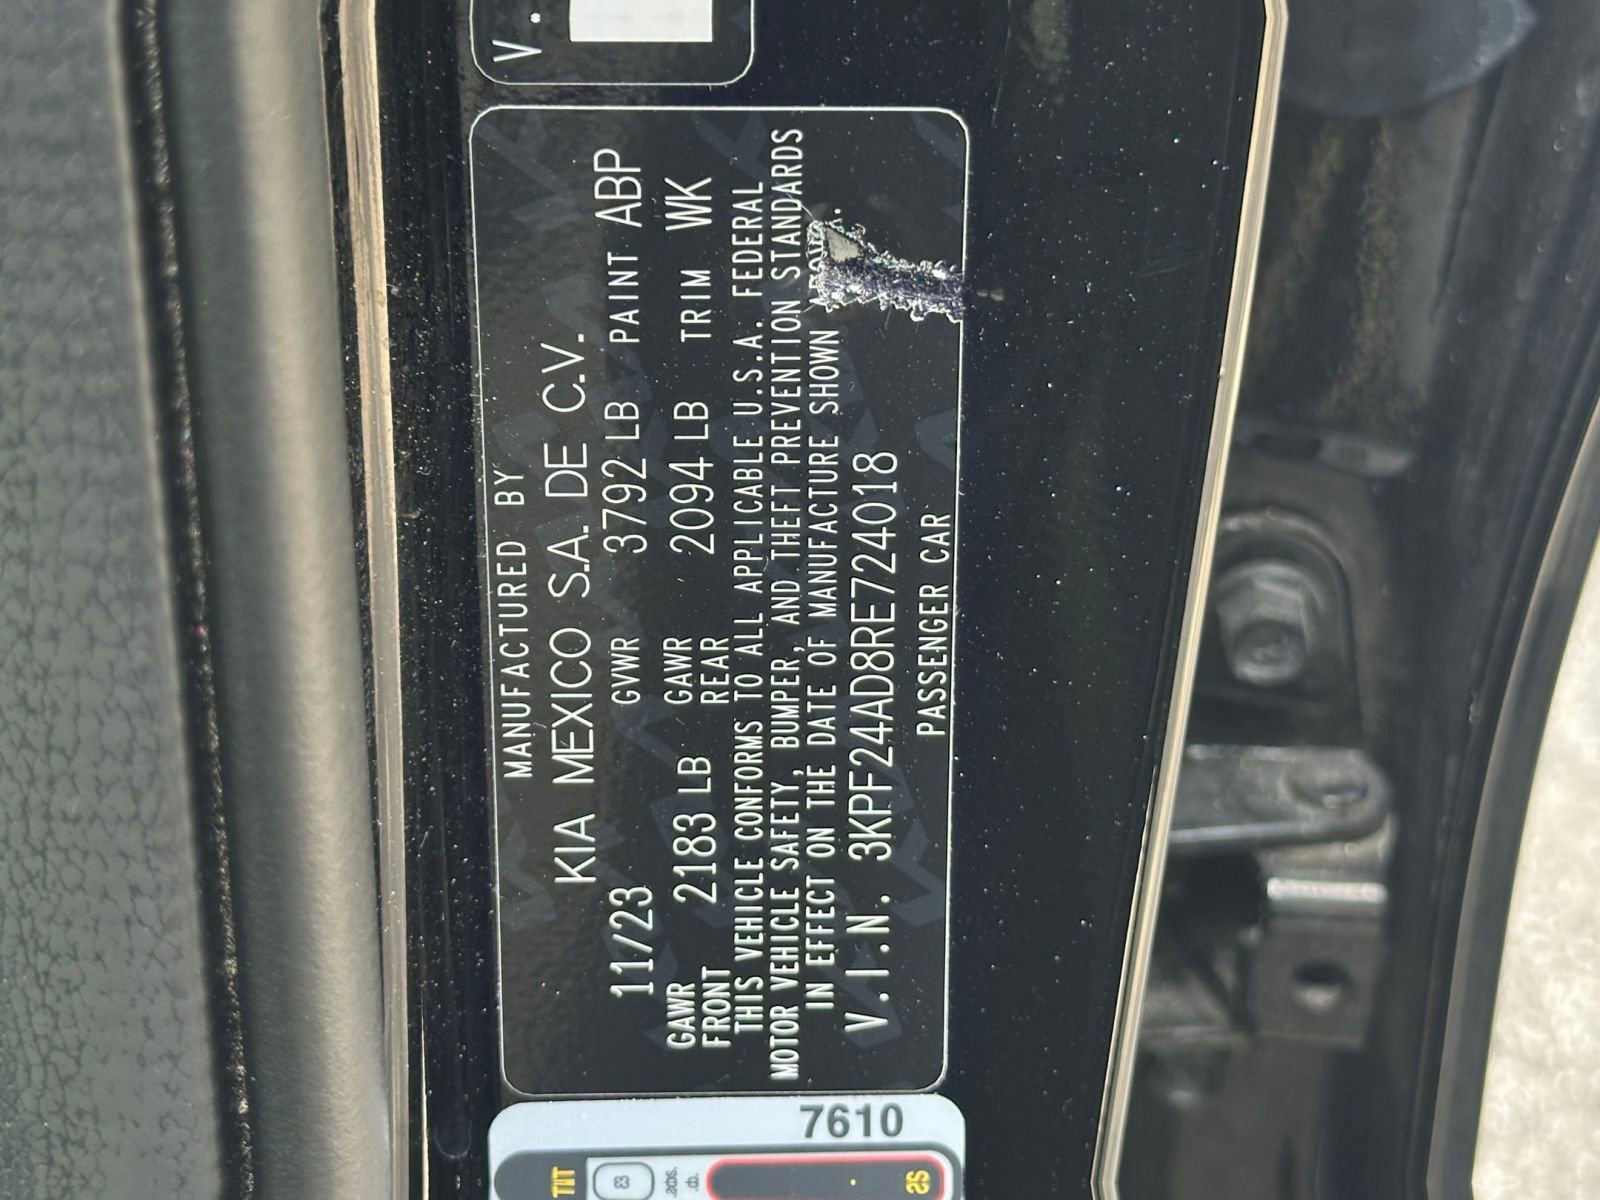 V.
MANUFACTURED BY
KIA MEXICO S.A. DE C.V.
11/23 GVWR 3792 LB PAINT ABP
GAWR FRONT 2183 LB GAWR REAR 2094 LB TRIM WK
THIS VEHICLE CONFORMS TO ALL APPLICABLE U.S.A. FEDERAL
MOTOR VEHICLE SAFETY, BUMPER, AND THEFT PREVENTION STANDARDS
IN EFFECT ON THE DATE OF MANUFACTURE SHOWN
V.I.N. 3KPF24AD8RE724018
PASSENGER CAR
7610